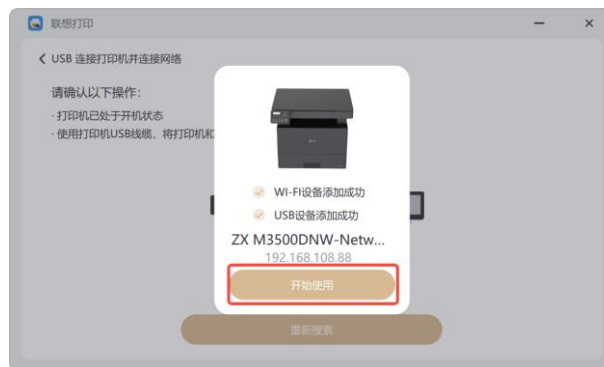 联想打印
USB 连接打印机并连接网络
请确认以下操作:
·打印机已处于开机状态
·使用打印机USB线缆，将打印机和
WI-FI设备添加成功
USB设备添加成功
ZX M3500DNW-Netw...
192.168.108.88
开始使用
重新搜索